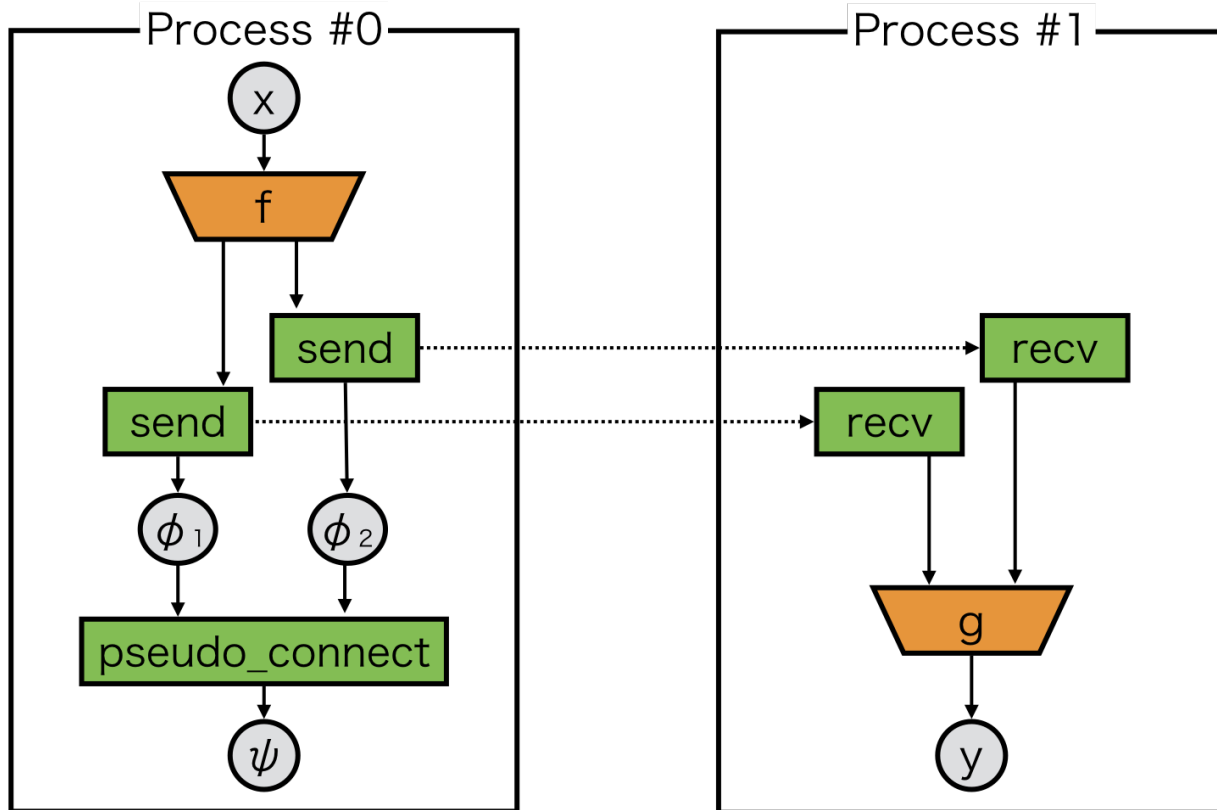 Process #0
Process #1
x
f
send
recv
send
recv
ϕ₁
ϕ₂
g
pseudo_connect
ψ
y